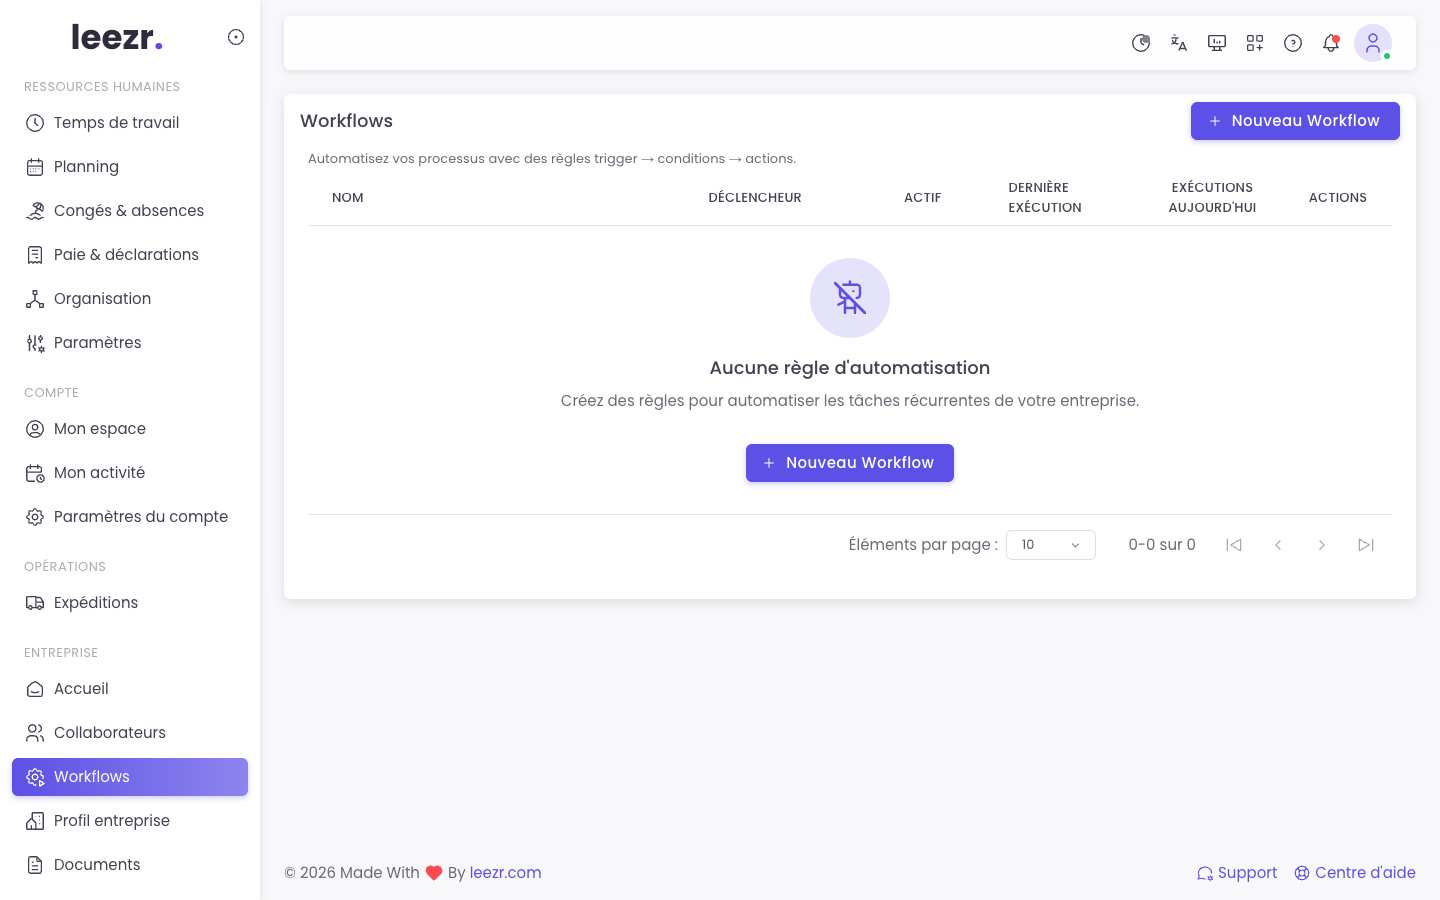 leezr.
RESSOURCES HUMAINES
Temps de travail
Planning
Congés & absences
Paie & déclarations
Organisation
Paramètres
COMPTE
Mon espace
Mon activité
Paramètres du compte
OPÉRATIONS
Expéditions
ENTREPRISE
Accueil
Collaborateurs
Workflows
Profil entreprise
Documents
Workflows
Nouveau Workflow
Automatisez vos processus avec des règles trigger → conditions → actions.
NOM
DÉCLENCHEUR
ACTIF
DERNIÈRE
EXÉCUTION
EXÉCUTIONS
AUJOURD'HUI
ACTIONS
Aucune règle d'automatisation
Créez des règles pour automatiser les tâches récurrentes de votre entreprise.
Nouveau Workflow
Éléments par page :
10
0-0 sur 0
© 2026 Made With ❤ By leezr.com
Support
Centre d'aide